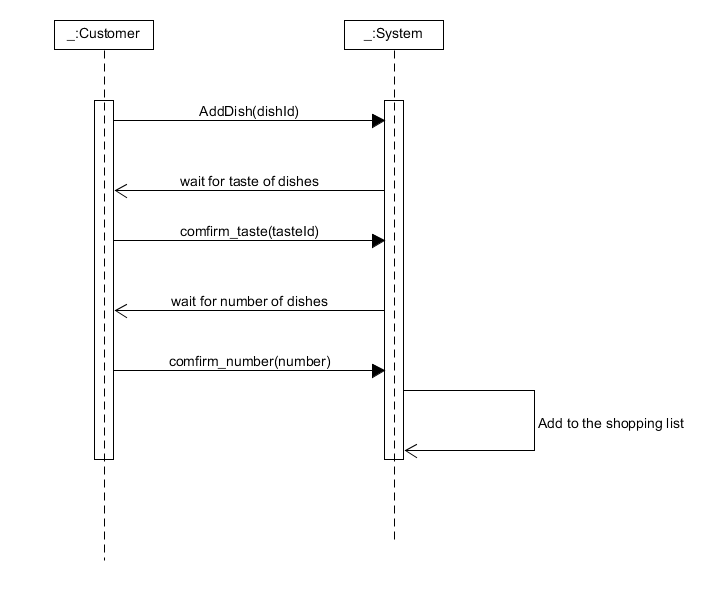 _:Customer
_:System
AddDish(dishId)
wait for taste of dishes
comfirm_taste(tasteId)
wait for number of dishes
comfirm_number(number)
Add to the shopping list